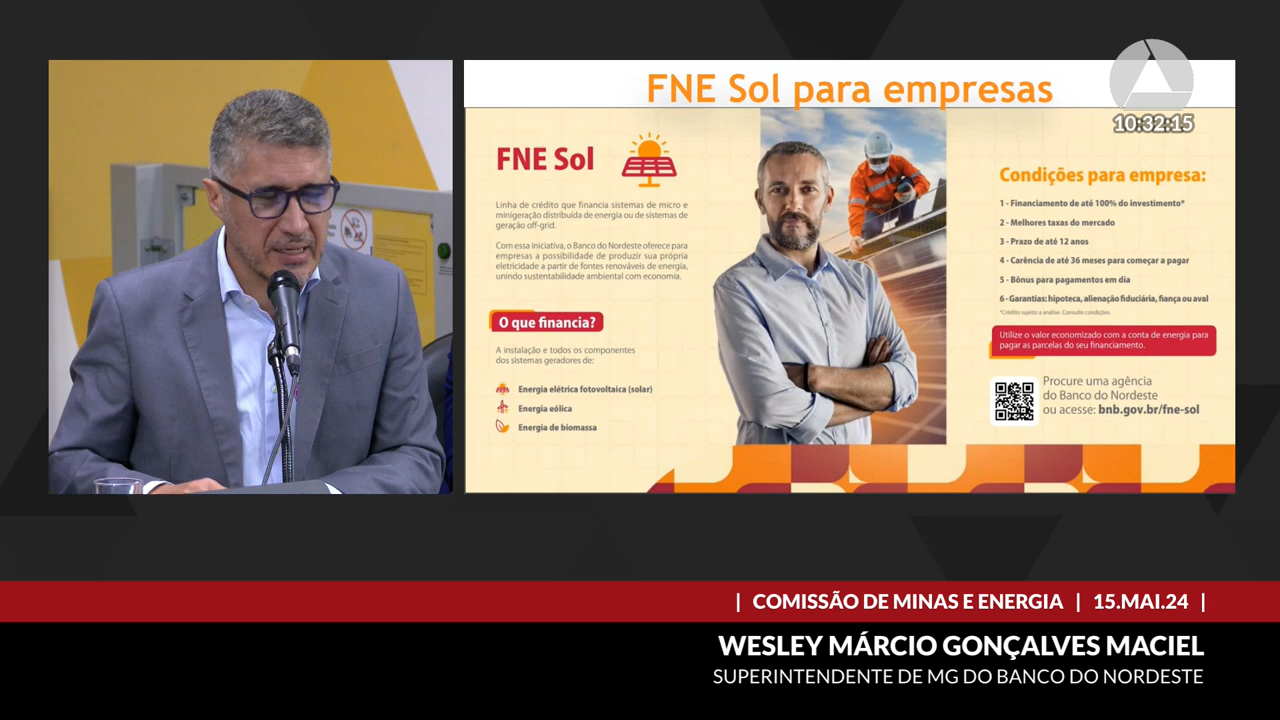 FNE Sol para empresas
10:32:15
FNE Sol
Linha de crédito que financia sistemas de micro e
minigeração distribuída de energia ou de sistemas de
geração off-grid.
Com essa iniciativa, o Banco do Nordeste oferece para
empresas a possibilidade de produzir sua própria
eletricidade a partir de fontes renováveis de energia,
unindo sustentabilidade ambiental com economia.
O que financia?
A instalação e todos os componentes
dos sistemas geradores de:
Energia elétrica fotovoltaica (solar)
Energia eólica
Energia de biomassa
Condições para empresa:
1 - Financiamento de até 100% do investimento*
2 - Melhores taxas do mercado
3 - Prazo de até 12 anos
4 - Carência de até 36 meses para começar a pagar
5 - Bônus para pagamentos em dia
6 - Garantias: hipoteca, alienação fiduciária, fiança ou aval
*Crédito sujeito a análise. Consulte condições.
Utilize o valor economizado com a conta de energia para
pagar as parcelas do seu financiamento.
Procure uma agência
do Banco do Nordeste
ou acesse: bnb.gov.br/fne-sol
| COMISSÃO DE MINAS E ENERGIA | 15.MAI.24 |
WESLEY MÁRCIO GONÇALVES MACIEL
SUPERINTENDENTE DE MG DO BANCO DO NORDESTE